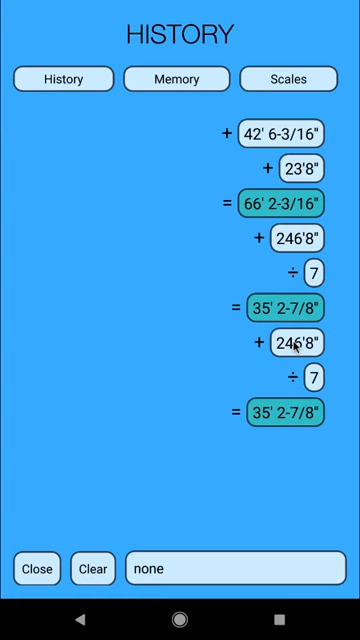 HISTORY
History Memory Scales
+ 42' 6-3/16"
+ 23'8"
= 66' 2-3/16"
+ 246'8"
÷ 7
= 35' 2-7/8"
+ 246'8"
÷ 7
= 35' 2-7/8"
Close Clear none